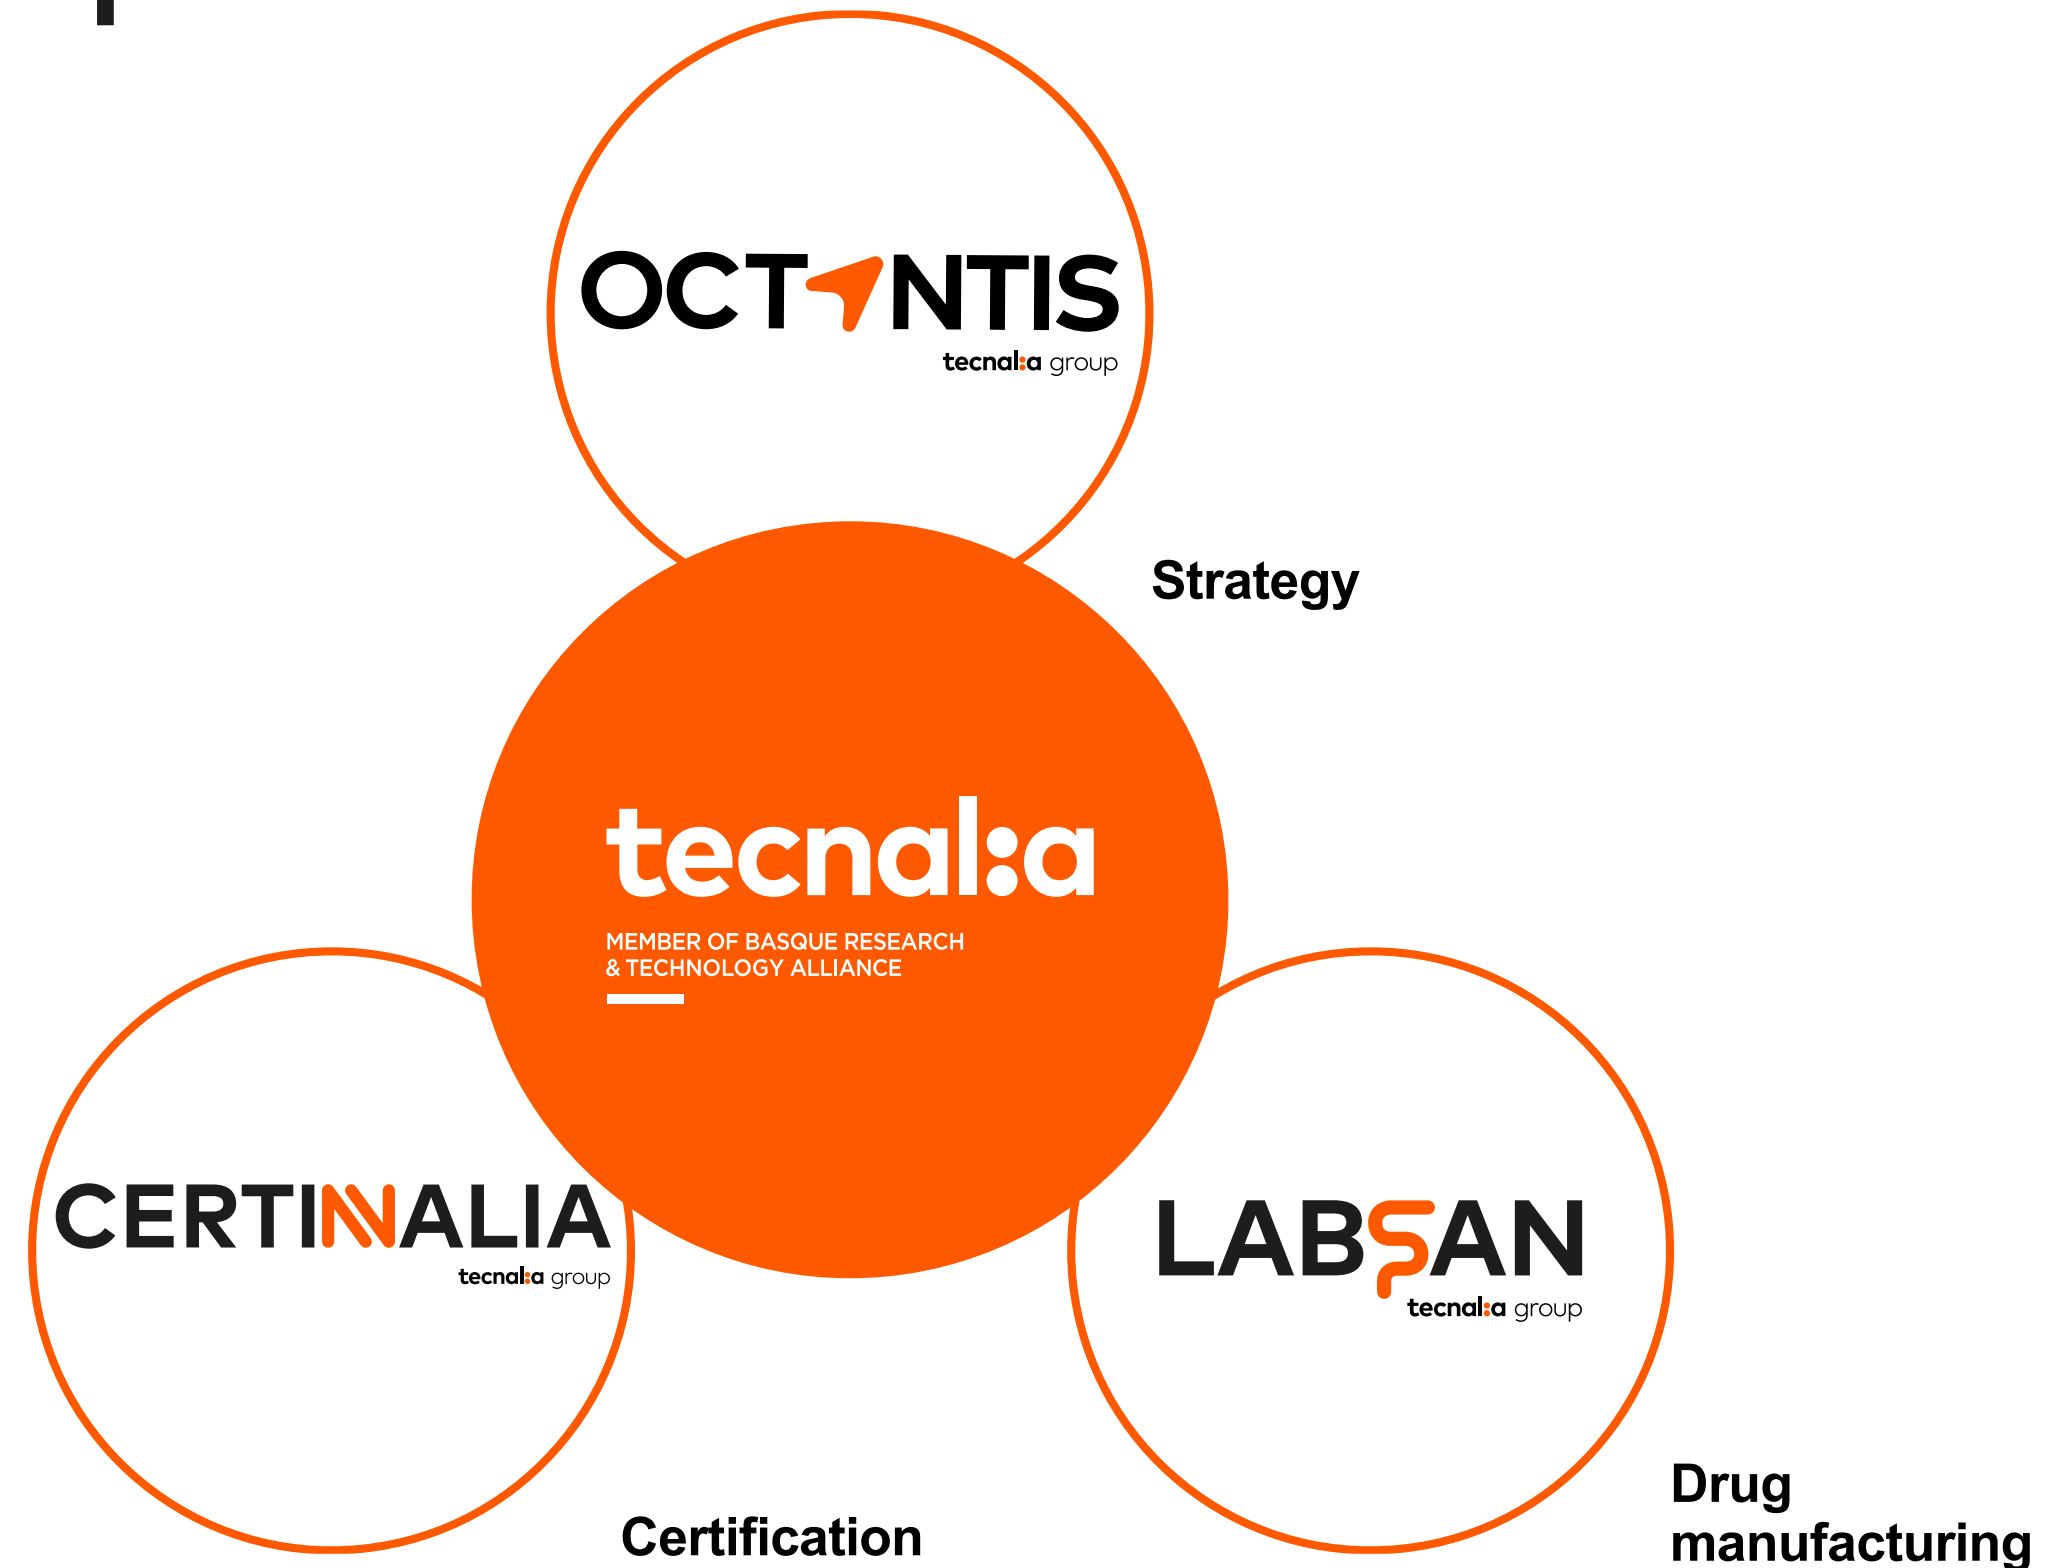 OCTANTIS
tecnalia group
Strategy
tecnalia
MEMBER OF BASQUE RESEARCH
& TECHNOLOGY ALLIANCE
CERTINALIA
tecnalia group
LABSAN
tecnalia group
Certification
Drug
manufacturing